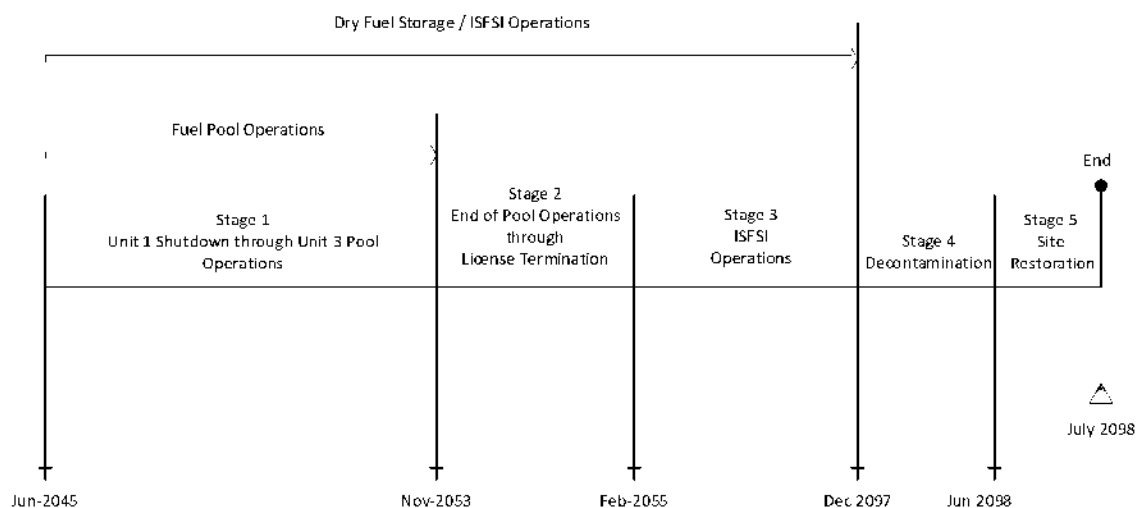 Dry Fuel Storage / ISFSI Operations
Fuel Pool Operations
End
Stage 1
Unit 1 Shutdown through Unit 3 Pool
Operations
Stage 2
End of Pool Operations
through
License Termination
Stage 3
ISFSI
Operations
Stage 4
Decontamination
Stage 5
Site
Restoration
July 2098
Jun-2045
Nov-2053
Feb-2055
Dec 2097
Jun 2098